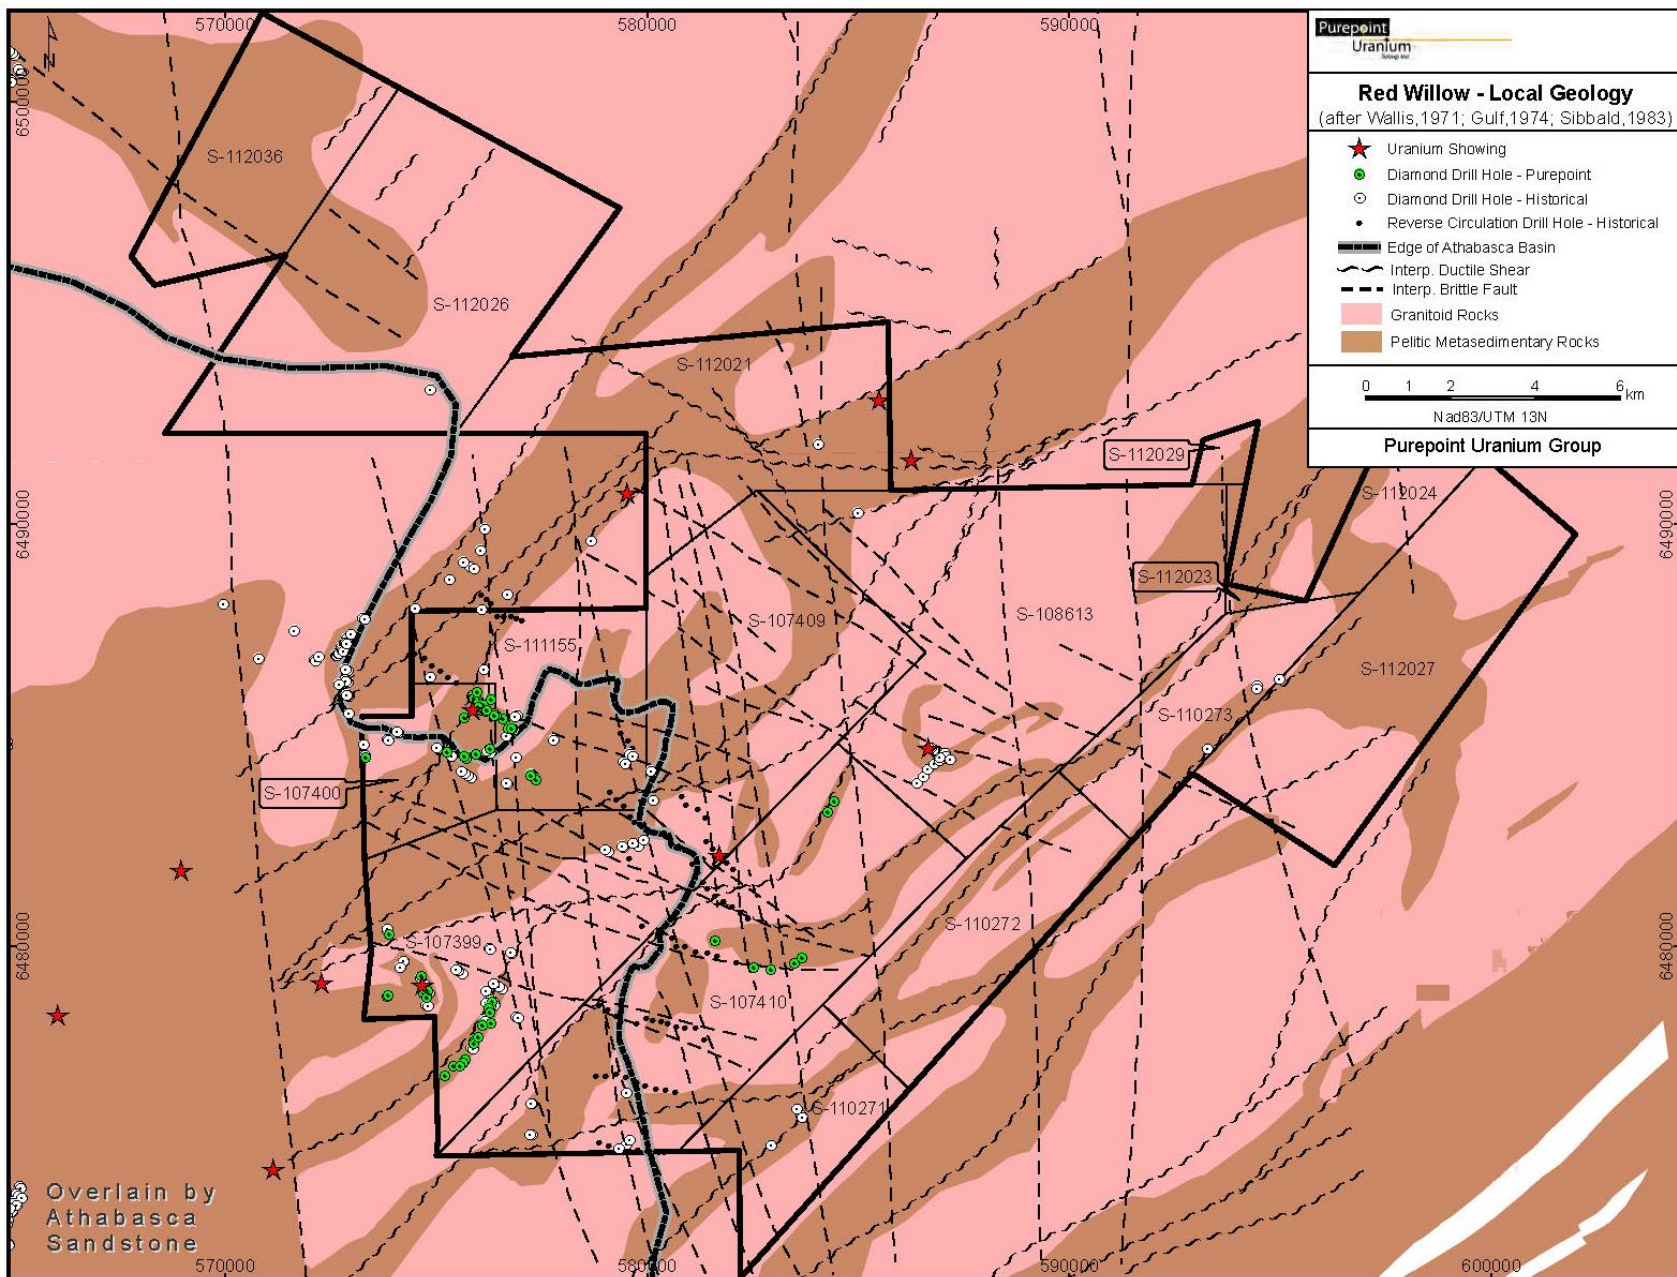 570000
580000
590000
Purepoint
Uranium
Group Inc
Red Willow - Local Geology
(after Wallis,1971; Gulf,1974; Sibbald,1983)
Uranium Showing
Diamond Drill Hole - Purepoint
Diamond Drill Hole - Historical
Reverse Circulation Drill Hole - Historical
Edge of Athabasca Basin
Interp. Ductile Shear
Interp. Brittle Fault
Granitoid Rocks
Pelitic Metasedimentary Rocks
0 1 2 4 6 km
Nad83/UTM 13N
Purepoint Uranium Group
N
6500000
S-112036
S-112026
S-112021
S-112029
S-112024
6490000
6490000
S-112023
S-108613
S-107409
S-111155
S-112027
S-110273
S-107400
S-110272
S-107399
6480000
6480000
S-107410
S-110271
Overlain by
Athabasca
Sandstone
570000
580000
590000
600000